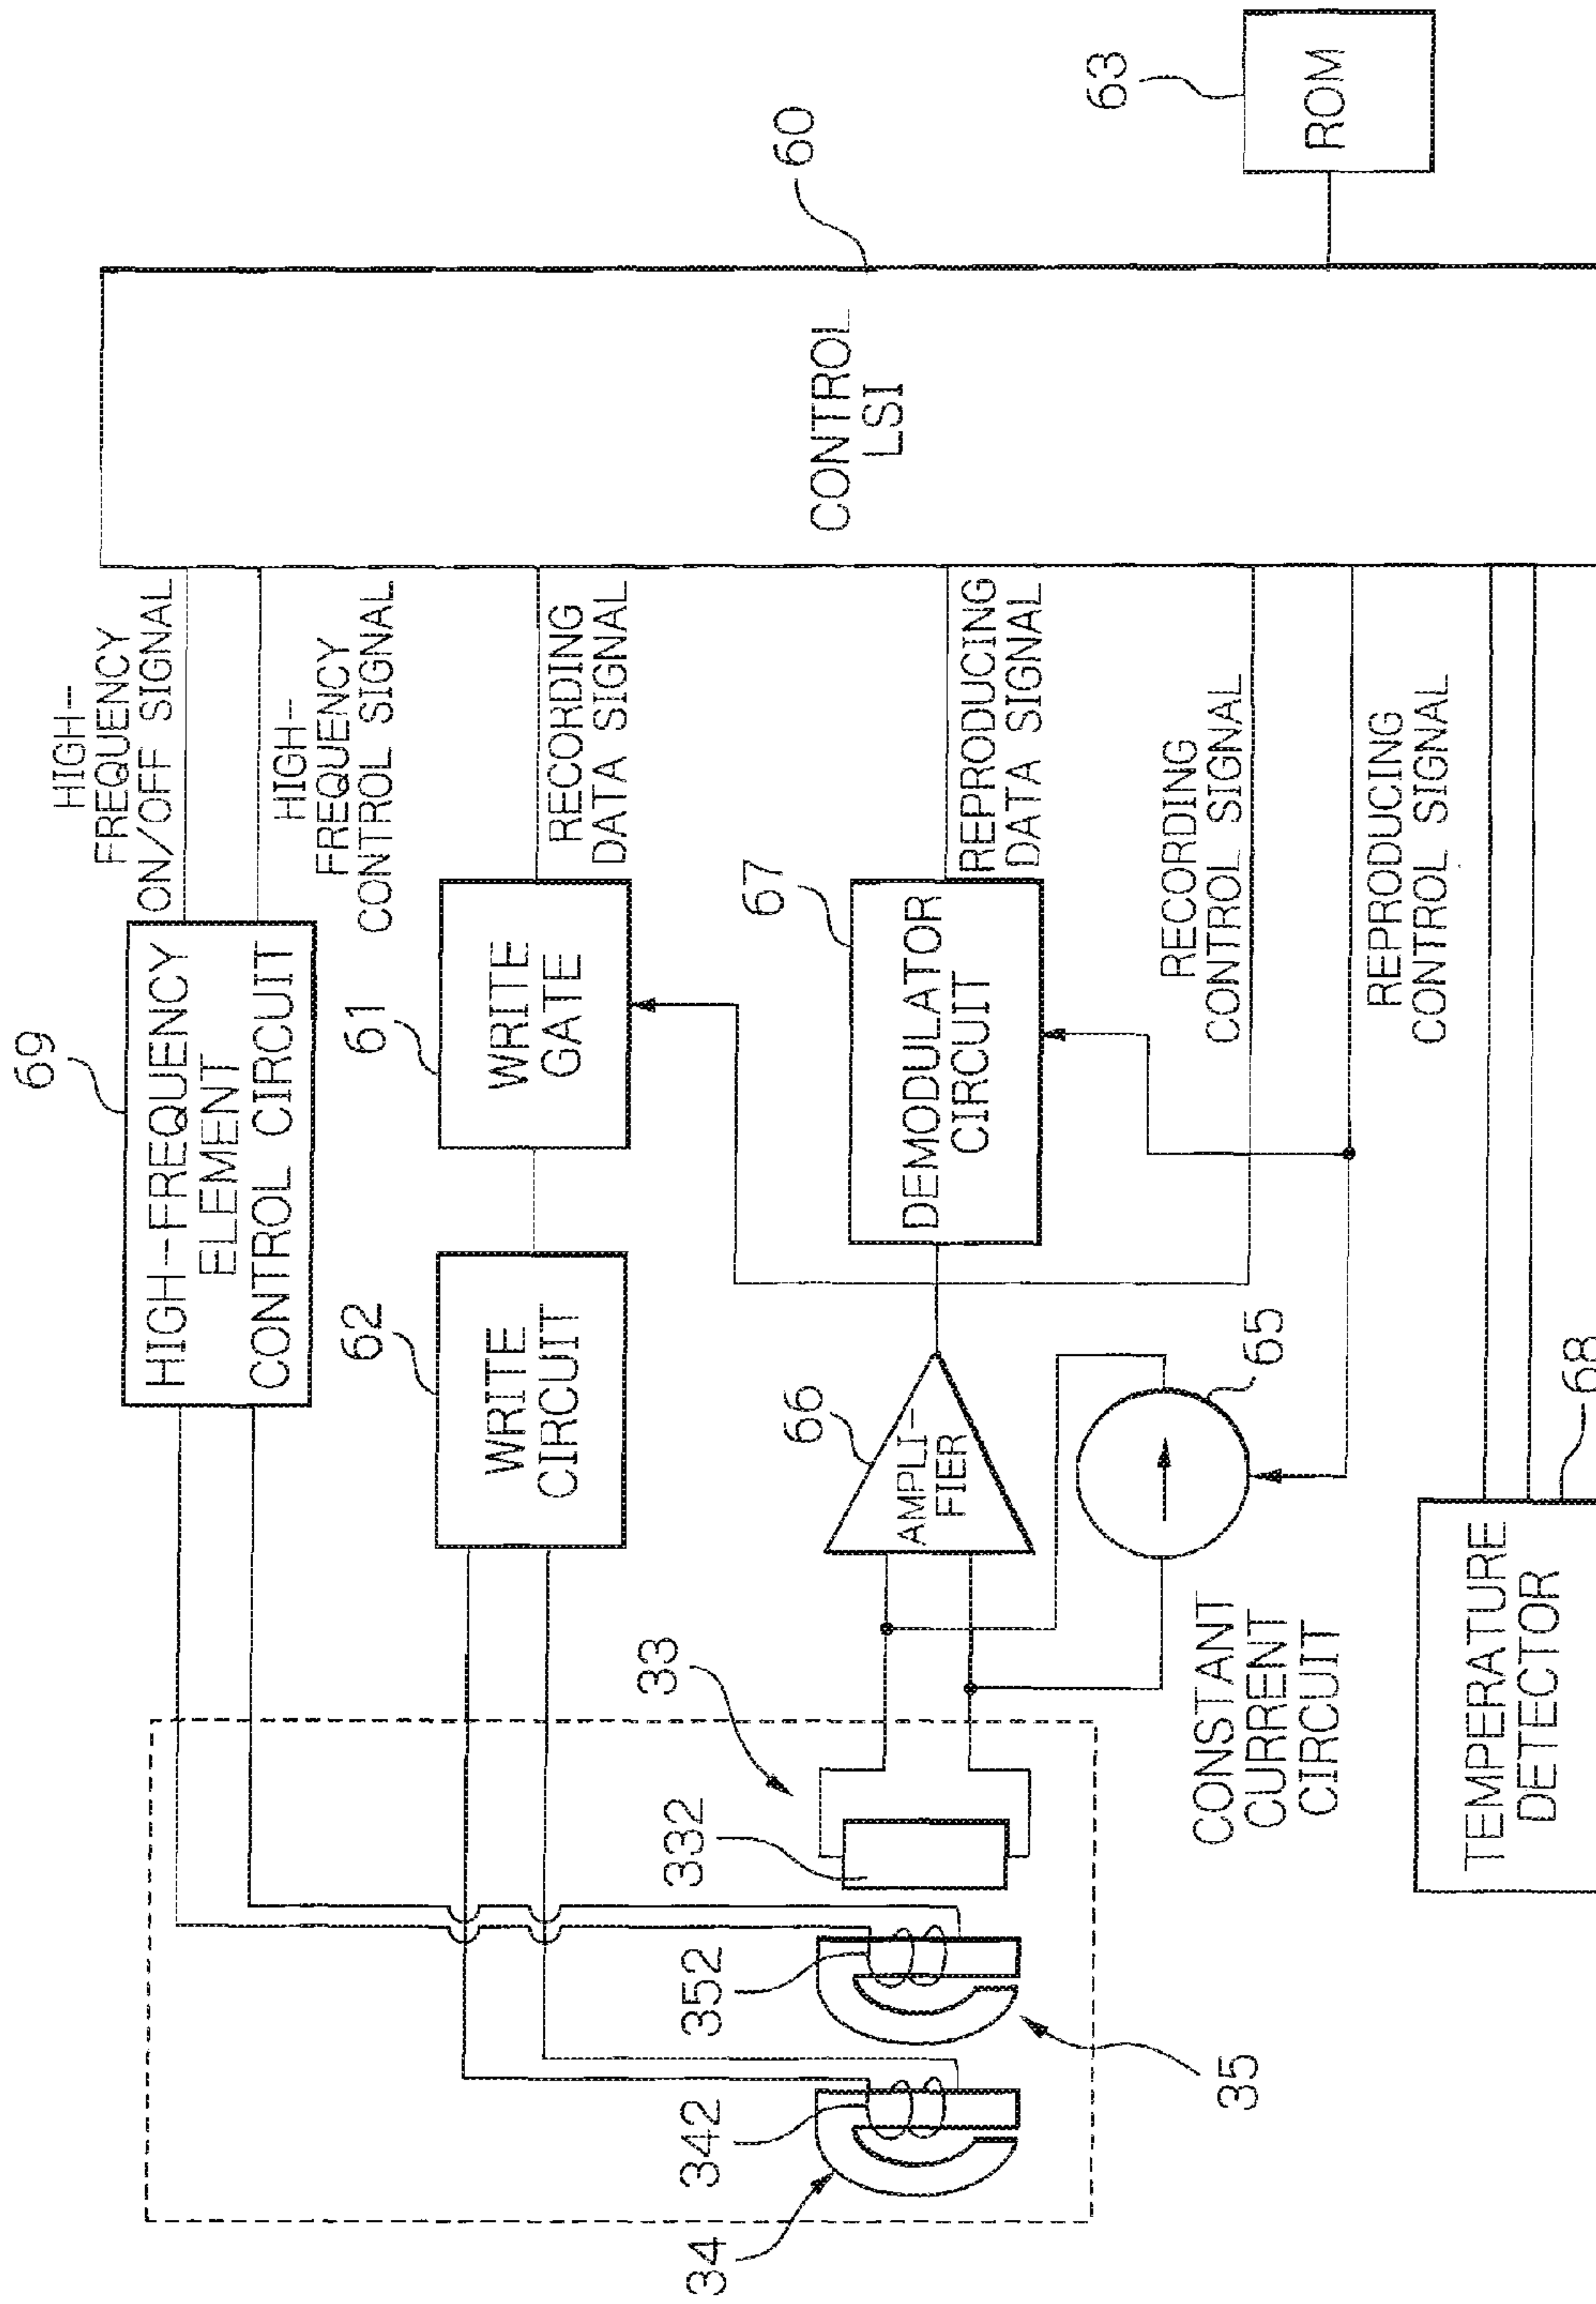 63
ROM
60
CONTROL
LSI
HIGH-
FREQUENCY
ON/OFF SIGNAL
HIGH-
FREQUENCY
CONTROL SIGNAL
RECORDING
DATA SIGNAL
REPRODUCING
DATA SIGNAL
RECORDING
CONTROL SIGNAL
REPRODUCING
CONTROL SIGNAL
69
HIGH-FREQUENCY
ELEMENT
CONTROL CIRCUIT
61
WRITE
GATE
67
DEMODULATOR
CIRCUIT
62
WRITE
CIRCUIT
66
AMPLI-
FIER
65
CONSTANT
CURRENT
CIRCUIT
68
TEMPERATURE
DETECTOR
33
332
352
35
342
34